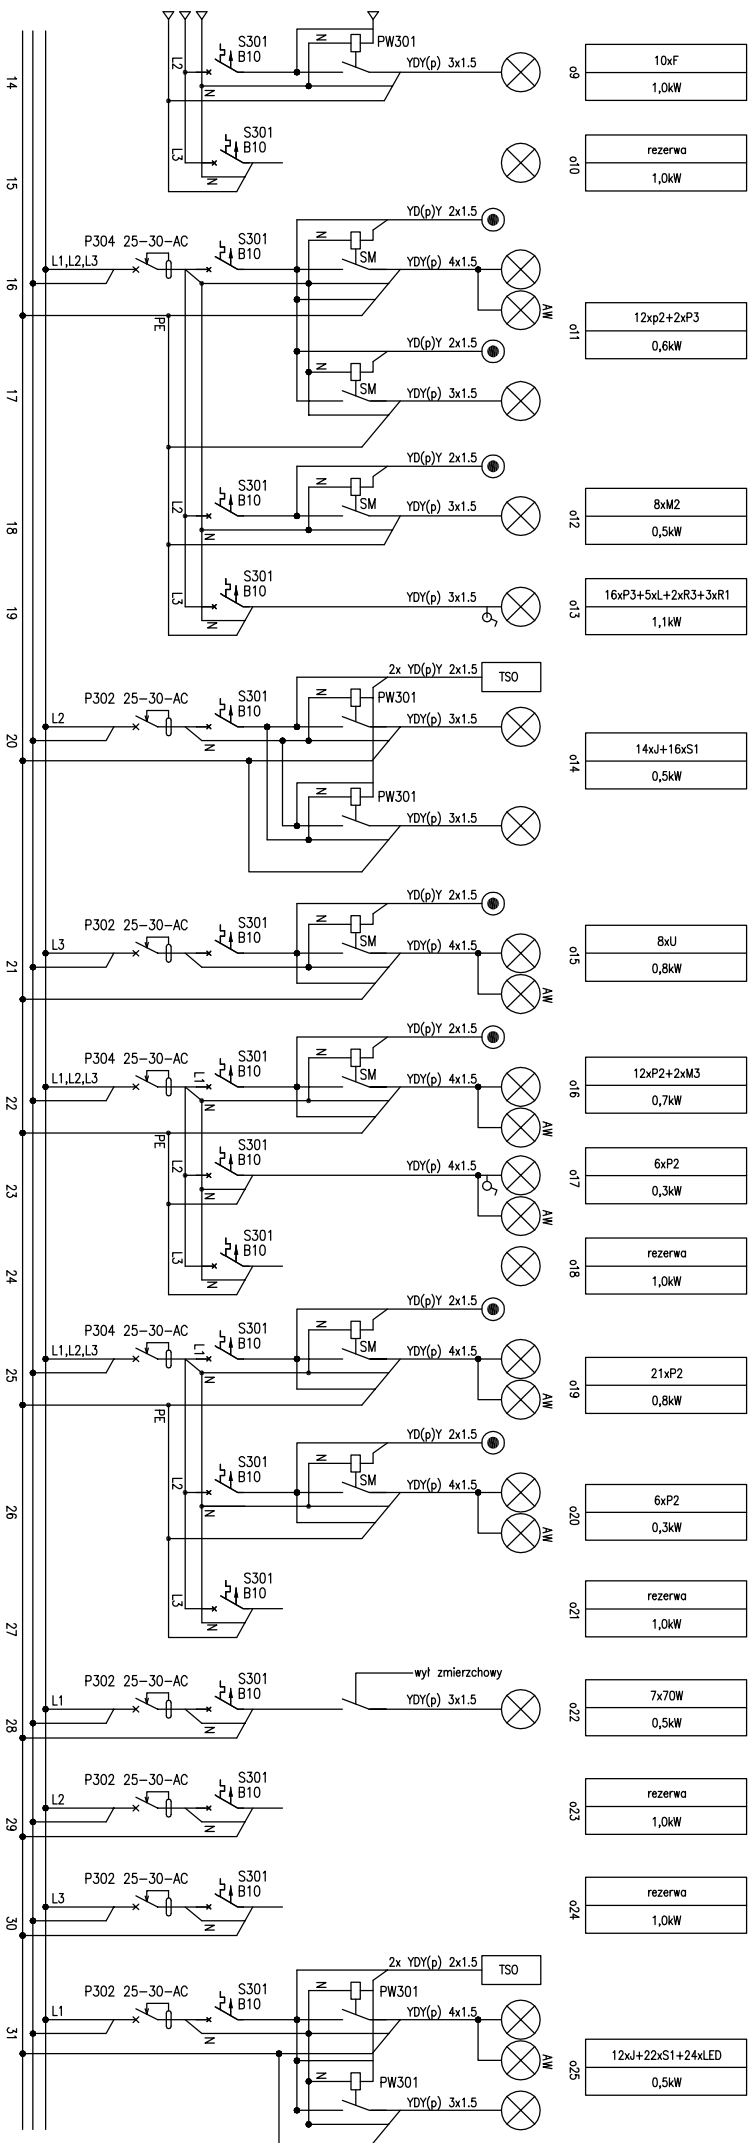 S301
B10
L2
N
N
PW301
YDY(p) 3x1.5
o9
10xF
1,0kW
14
S301
B10
L3
N
o10
rezerwa
1,0kW
15
YD(p)Y 2x1.5
P304 25-30-AC
S301
B10
L1,L2,L3
N
N
SM
YDY(p) 4x1.5
AW
o11
12xp2+2xP3
0,6kW
16
PE
YD(p)Y 2x1.5
N
SM
YDY(p) 3x1.5
17
YD(p)Y 2x1.5
S301
B10
L2
N
N
SM
YDY(p) 3x1.5
o12
8xM2
0,5kW
18
S301
B10
L3
N
YDY(p) 3x1.5
o13
16xP3+5xL+2xR3+3xR1
1,1kW
19
2x YD(p)Y 2x1.5
TSO
P302 25-30-AC
S301
B10
L2
N
N
PW301
YDY(p) 3x1.5
o14
14xJ+16xS1
0,5kW
20
N
PW301
YDY(p) 3x1.5
YD(p)Y 2x1.5
P302 25-30-AC
S301
B10
L3
N
N
SM
YDY(p) 4x1.5
AW
o15
8xU
0,8kW
21
YD(p)Y 2x1.5
P304 25-30-AC
S301
B10
L1,L2,L3
L1
N
N
SM
YDY(p) 4x1.5
AW
o16
12xP2+2xM3
0,7kW
22
PE
S301
B10
L2
N
YDY(p) 4x1.5
AW
o17
6xP2
0,3kW
23
S301
B10
L3
N
o18
rezerwa
1,0kW
24
YD(p)Y 2x1.5
P304 25-30-AC
S301
B10
L1,L2,L3
L1
N
N
SM
YDY(p) 4x1.5
AW
o19
21xP2
0,8kW
25
PE
YD(p)Y 2x1.5
S301
B10
L2
N
N
SM
YDY(p) 4x1.5
AW
o20
6xP2
0,3kW
26
S301
B10
L3
N
o21
rezerwa
1,0kW
27
wył zmierzchowy
P302 25-30-AC
S301
B10
L1
N
YDY(p) 3x1.5
o22
7x70W
0,5kW
28
P302 25-30-AC
S301
B10
L2
N
o23
rezerwa
1,0kW
29
P302 25-30-AC
S301
B10
L3
N
o24
rezerwa
1,0kW
30
2x YDY(p) 2x1.5
TSO
P302 25-30-AC
S301
B10
L1
N
N
PW301
YDY(p) 4x1.5
AW
o25
12xJ+22xS1+24xLED
0,5kW
31
N
PW301
YDY(p) 3x1.5